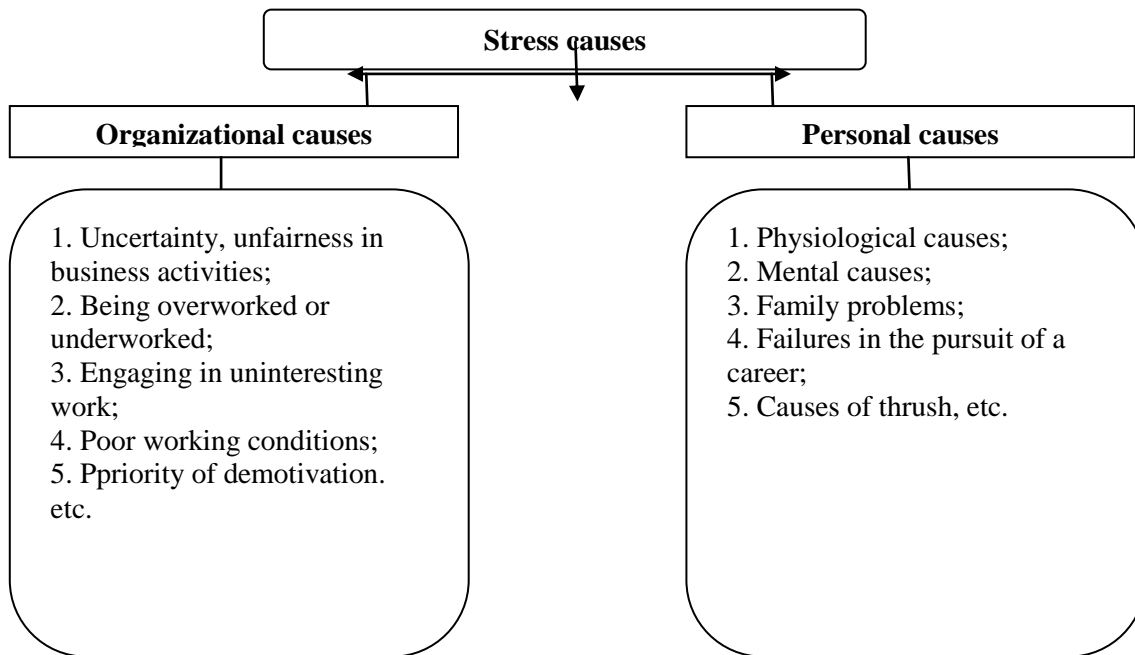 Stress causes
Organizational causes
1. Uncertainty, unfairness in
business activities;
2. Being overworked or
underworked;
3. Engaging in uninteresting
work;
4. Poor working conditions;
5. Ppriority of demotivation.
etc.
Personal causes
1. Physiological causes;
2. Mental causes;
3. Family problems;
4. Failures in the pursuit of a
career;
5. Causes of thrush, etc.